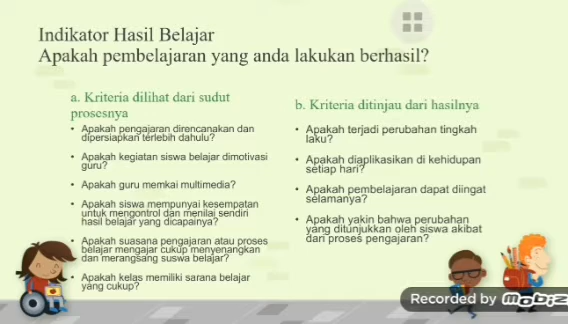 Indikator Hasil Belajar
Apakah pembelajaran yang anda lakukan berhasil?
a. Kriteria dilihat dari sudut
prosesnya
• Apakah pengajaran direncanakan dan
dipersiapkan terlebih dahulu?
• Apakah kegiatan siswa belajar dimotivasi
guru?
• Apakah guru memkai multimedia?
• Apakah siswa mempunyai kesempatan
untuk mengontrol dan menilai sendiri
hasil belajar yang dicapainya?
• Apakah suasana pengajaran atau proses
belajar mengajar cukup menyenangkan
dan merangsang suswa belajar?
• Apakah kelas memiliki sarana belajar
yang cukup?
b. Kriteria ditinjau dari hasilnya
• Apakah terjadi perubahan tingkah
laku?
• Apakah diaplikasikan di kehidupan
setiap hari?
• Apakah pembelajaran dapat diingat
selamanya?
• Apakah yakin bahwa perubahan
yang ditunjukkan oleh siswa akibat
dari proses pengajaran?
Recorded by mobiz